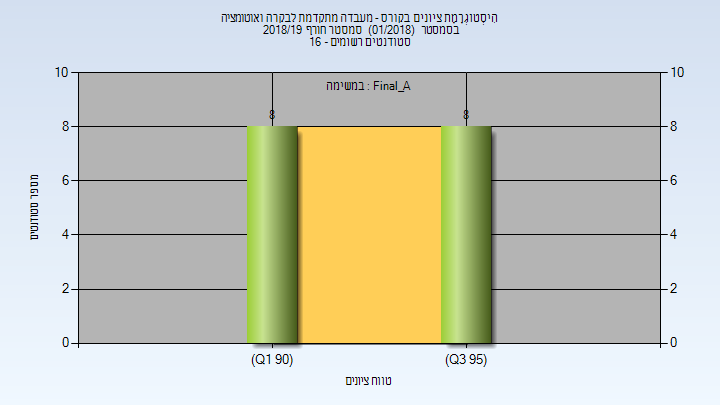 היסטוגרמת ציונים בקורס - מעבדה מתקדמת לבקרה ואוטומציה
בסמסטר (01/2018) סמסטר חורף 2018/19
סטודנטים רשומים - 16
במשימה : Final_A
10 10
8 8
8 8
6 6
4 4
2 2
0 0
מספר סטודנטים
(Q1 90) (Q3 95)
טווח ציונים